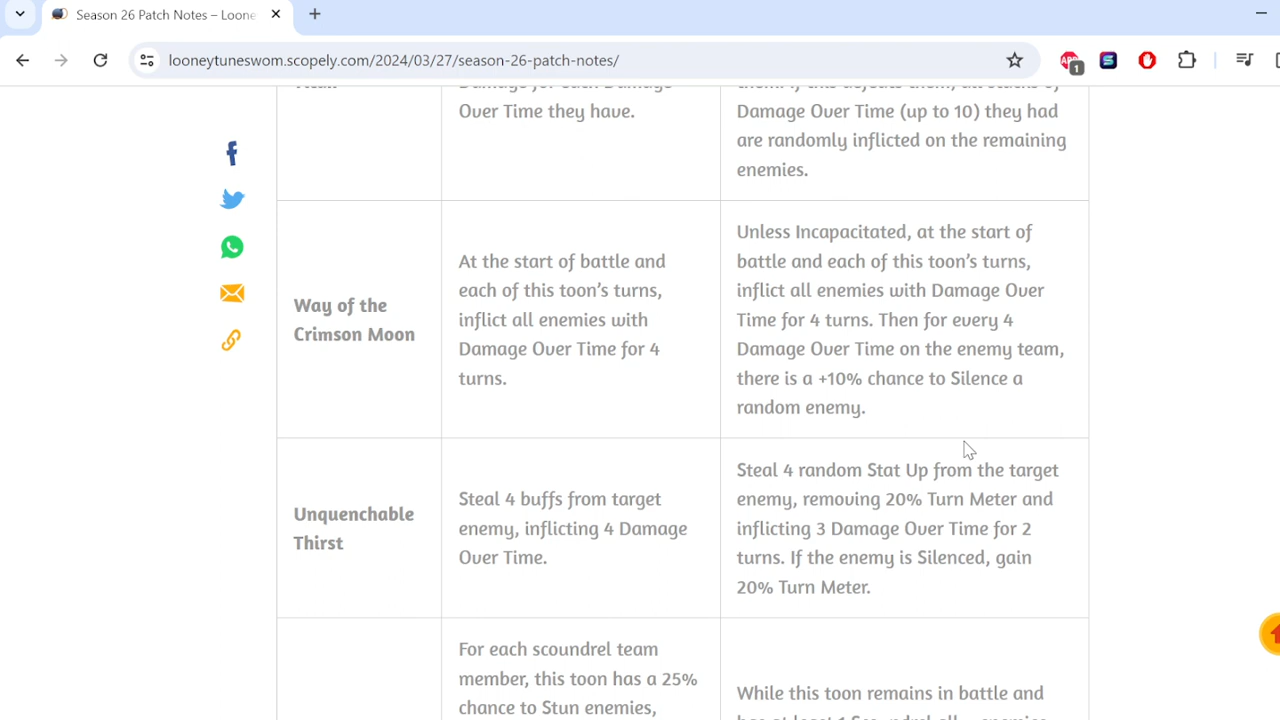 Season 26 Patch Notes – Loone
looneytuneswom.scopely.com/2024/03/27/season-26-patch-notes/
1
Over Time they have.
Damage Over Time (up to 10) they had
are randomly inflicted on the remaining
enemies.
Way of the
Crimson Moon
At the start of battle and
each of this toon's turns,
inflict all enemies with
Damage Over Time for 4
turns.
Unless Incapacitated, at the start of
battle and each of this toon's turns,
inflict all enemies with Damage Over
Time for 4 turns. Then for every 4
Damage Over Time on the enemy team,
there is a +10% chance to Silence a
random enemy.
Unquenchable
Thirst
Steal 4 buffs from target
enemy, inflicting 4 Damage
Over Time.
Steal 4 random Stat Up from the target
enemy, removing 20% Turn Meter and
inflicting 3 Damage Over Time for 2
turns. If the enemy is Silenced, gain
20% Turn Meter.
For each scoundrel team
member, this toon has a 25%
chance to Stun enemies,
While this toon remains in battle and